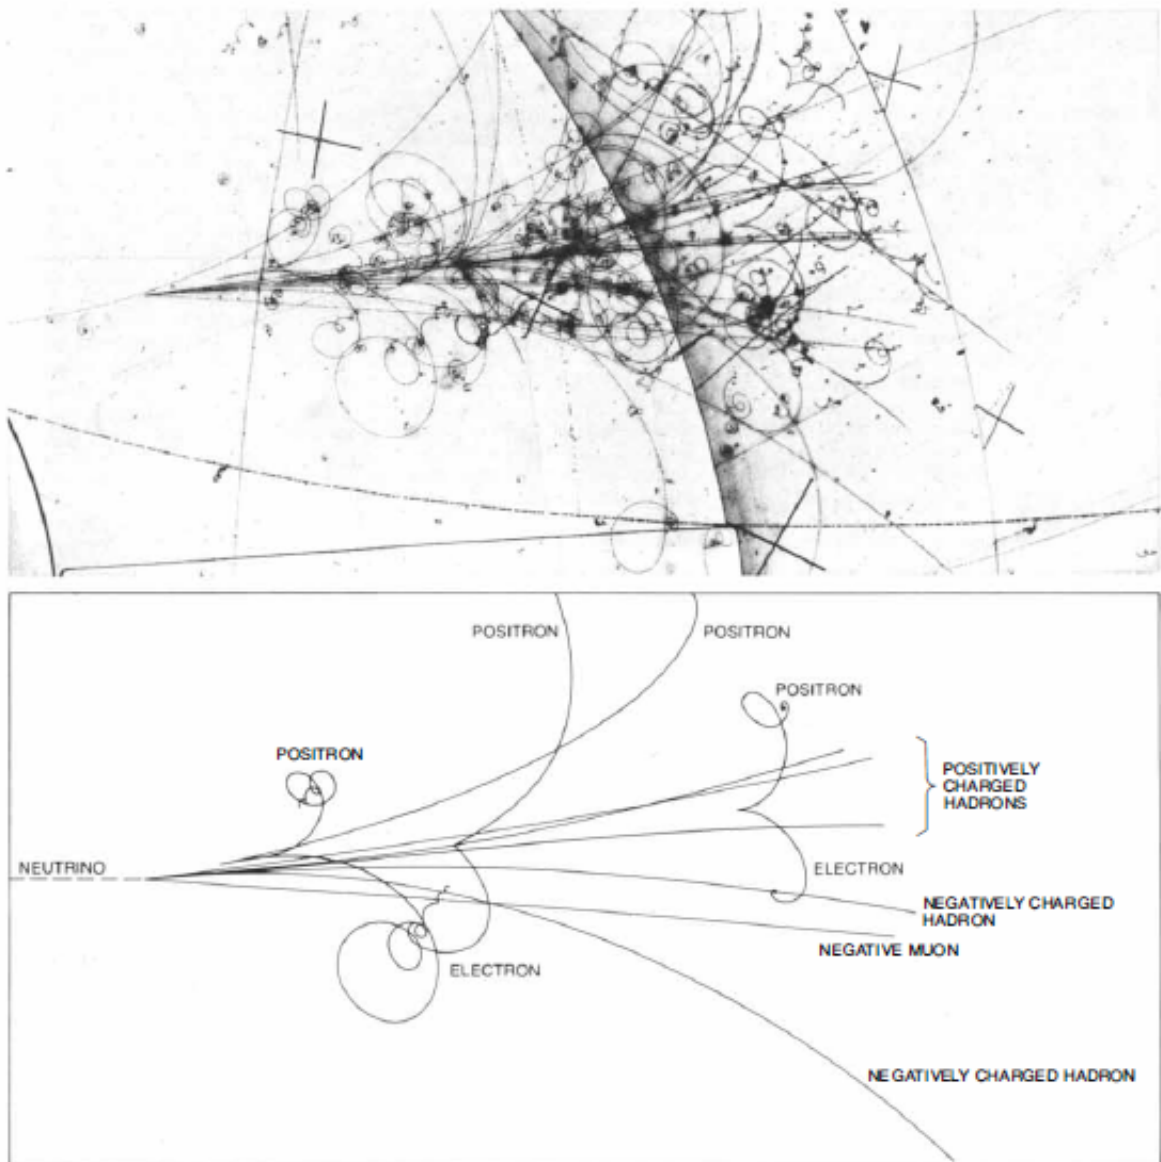 POSITRON
POSITRON
POSITRON
POSITRON
POSITIVELY
CHARGED
HADRONS
NEUTRINO
ELECTRON
NEGATIVELY CHARGED
HADRON
NEGATIVE MUON
ELECTRON
NEGATIVELY CHARGED HADRON